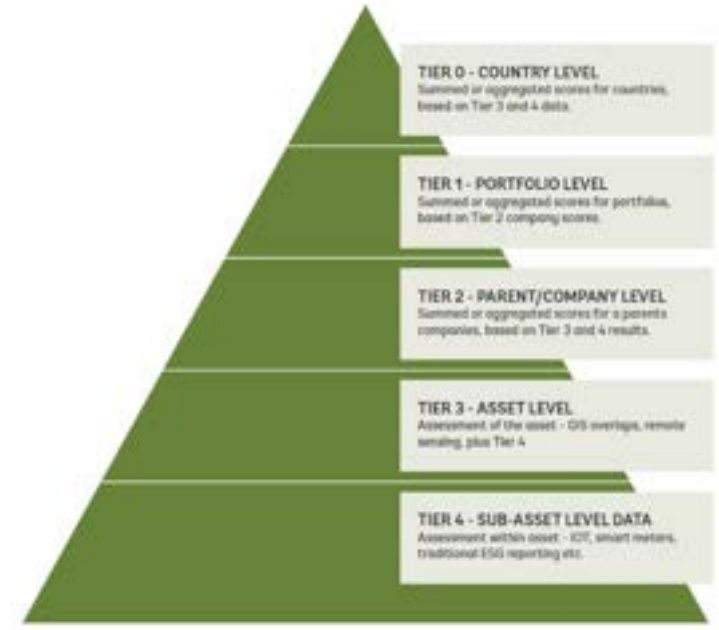 TIER 0 - COUNTRY LEVEL
Summed or aggregated scores for countries,
based on Tier 3 and 4 data.
TIER 1 - PORTFOLIO LEVEL
Summed or aggregated scores for portfolios,
based on Tier 2 company scores.
TIER 2 - PARENT/COMPANY LEVEL
Summed or aggregated scores for a parents
companies, based on Tier 3 and 4 results.
TIER 3 - ASSET LEVEL
Assessment of the asset - GIS overlaps, remote
sensing, plus Tier 4
TIER 4 - SUB-ASSET LEVEL DATA
Assessment within asset - IOT, smart meters,
traditional ESG reporting etc.